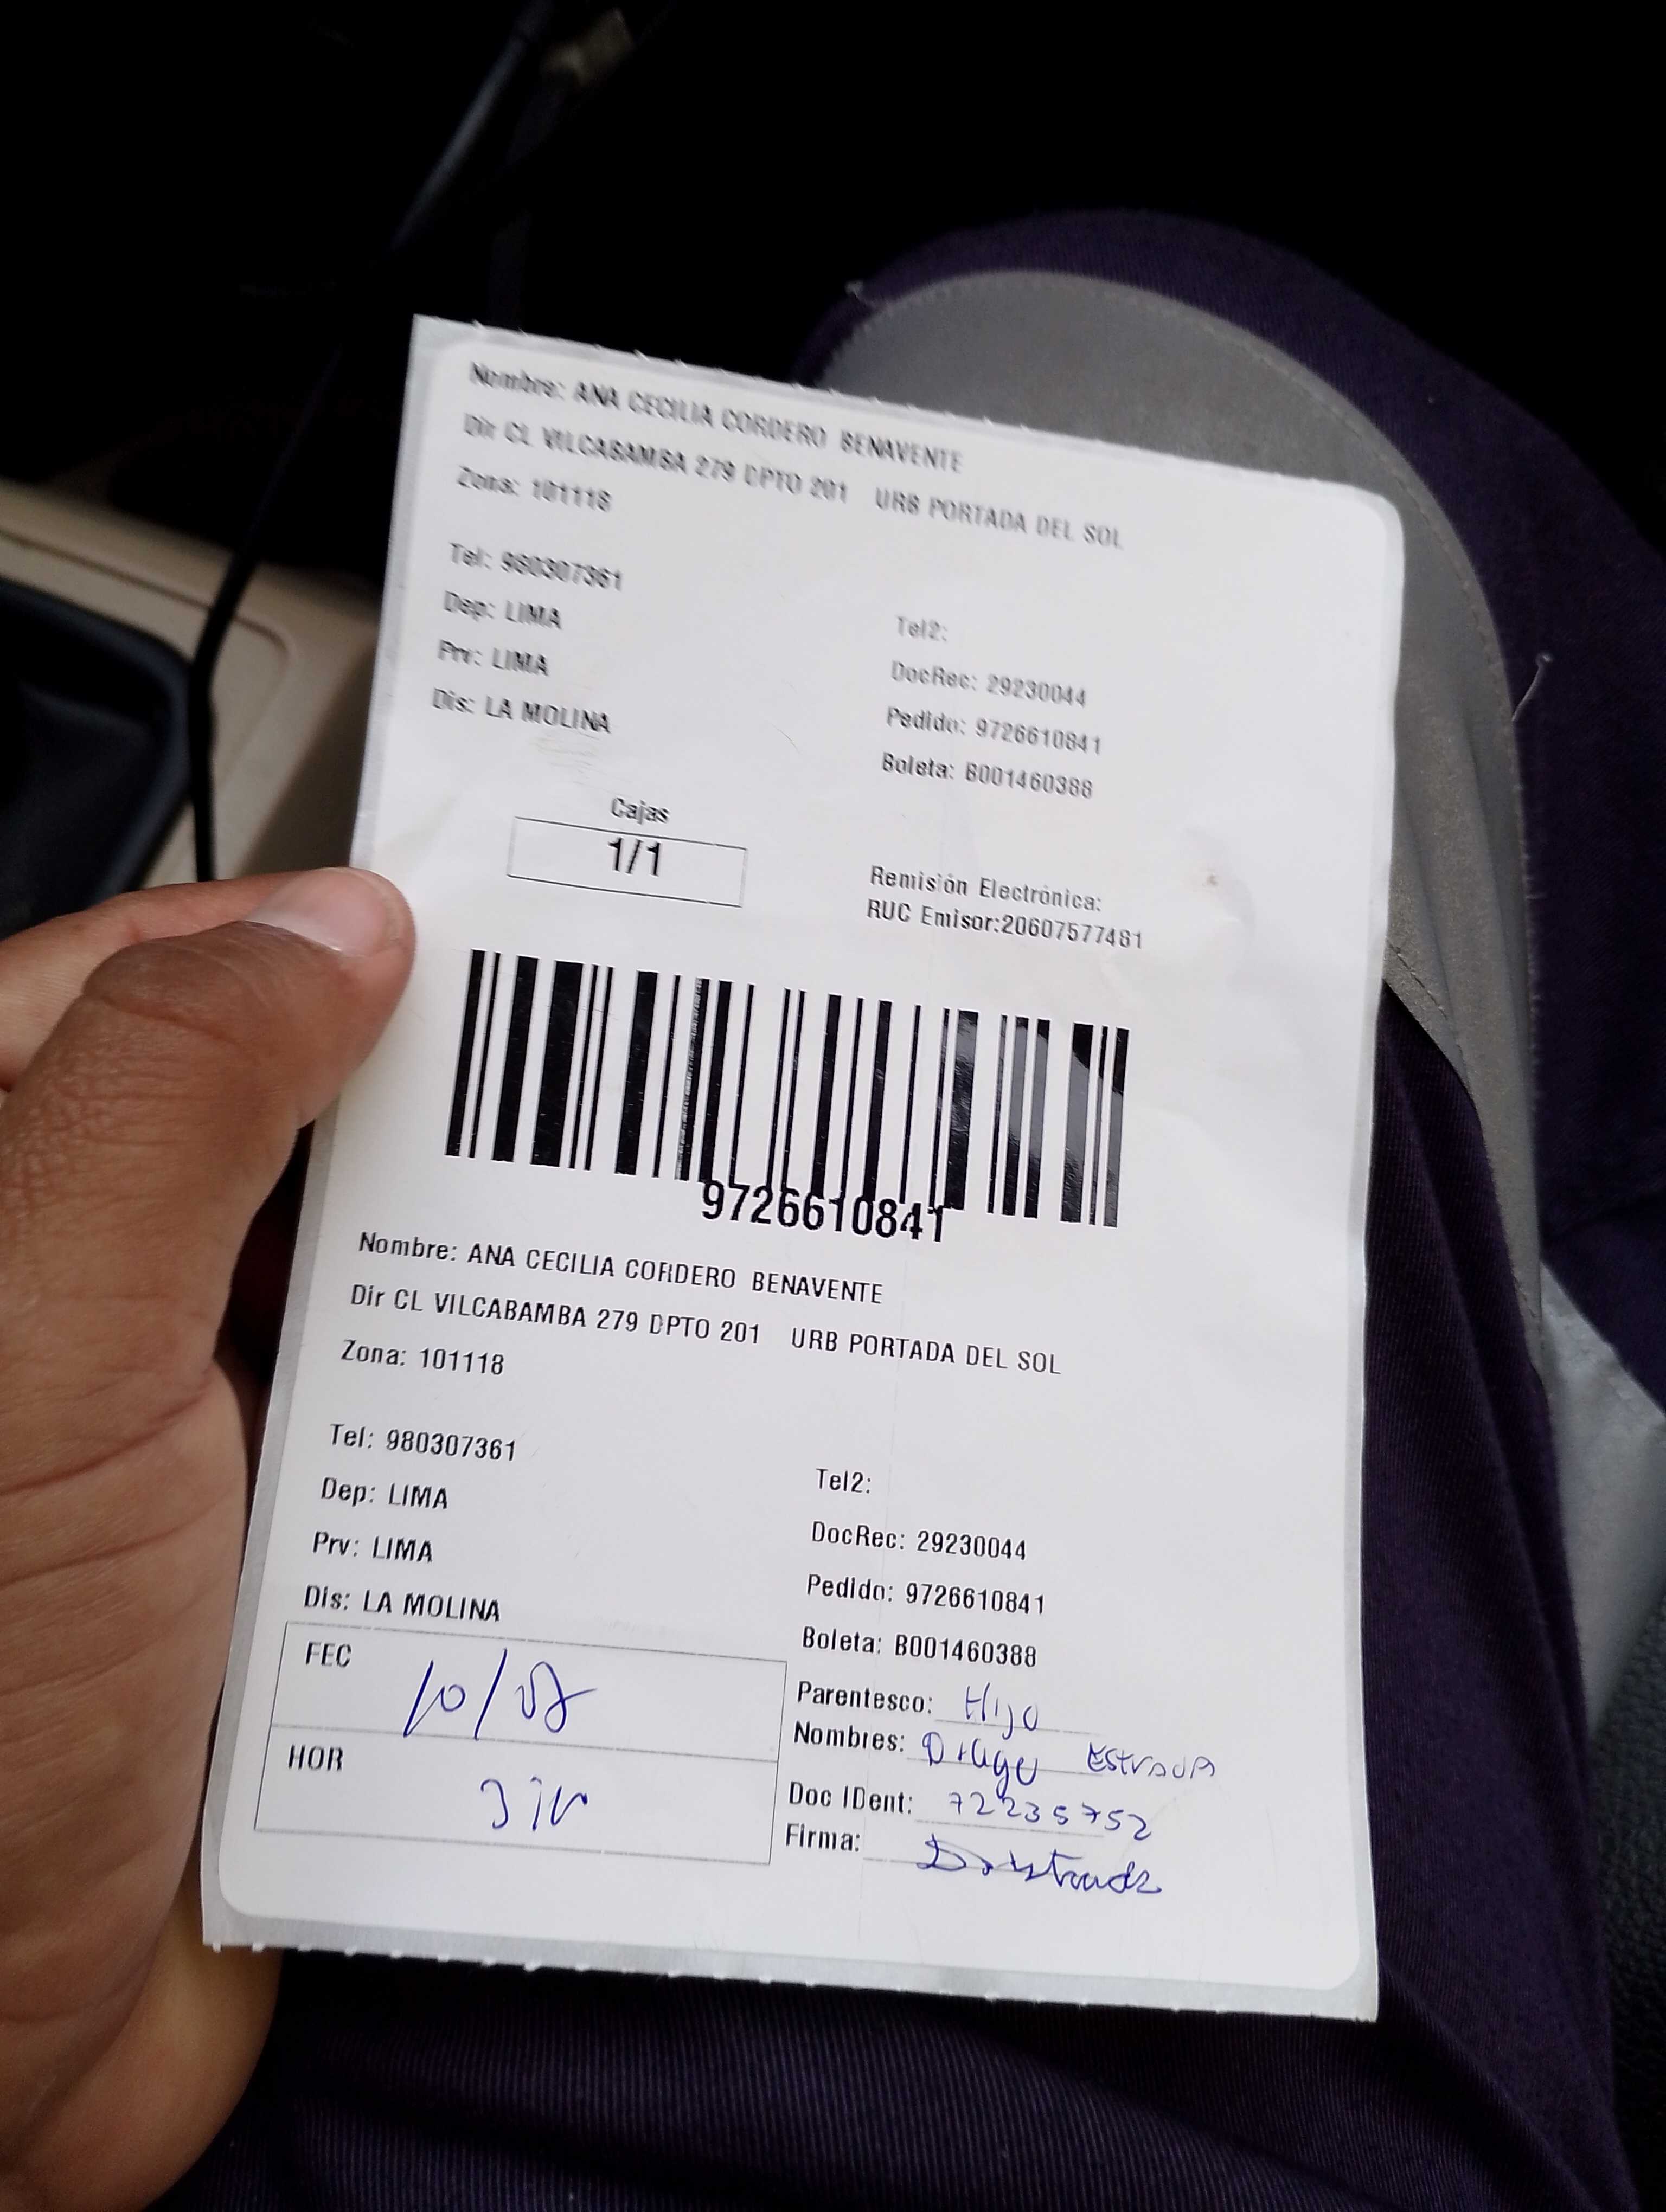 Nombre: ANA CECILIA CORDERO BENAVENTE
Dir CL VILCABAMBA 279 DPTO 201 URB PORTADA DEL SOL
Zona: 101118
Tel: 980307361
Tel2:
Dep: LIMA
DocRec: 29230044
Prv: LIMA
Pedido: 9726610841
Dis: LA MOLINA
Boleta: B001460388
Cajas
1/1
Remisión Electrónica:
RUC Emisor:20607577481
9726610841
Nombre: ANA CECILIA CORDERO BENAVENTE
Dir CL VILCABAMBA 279 DPTO 201 URB PORTADA DEL SOL
Zona: 101118
Tel: 980307361
Tel2:
Dep: LIMA
DocRec: 29230044
Prv: LIMA
Pedido: 9726610841
Dis: LA MOLINA
Boleta: B001460388
FEC
Parentesco: Hijo
Nombres: Diego Estrada
HOR
Doc IDent: 72235752
Firma: